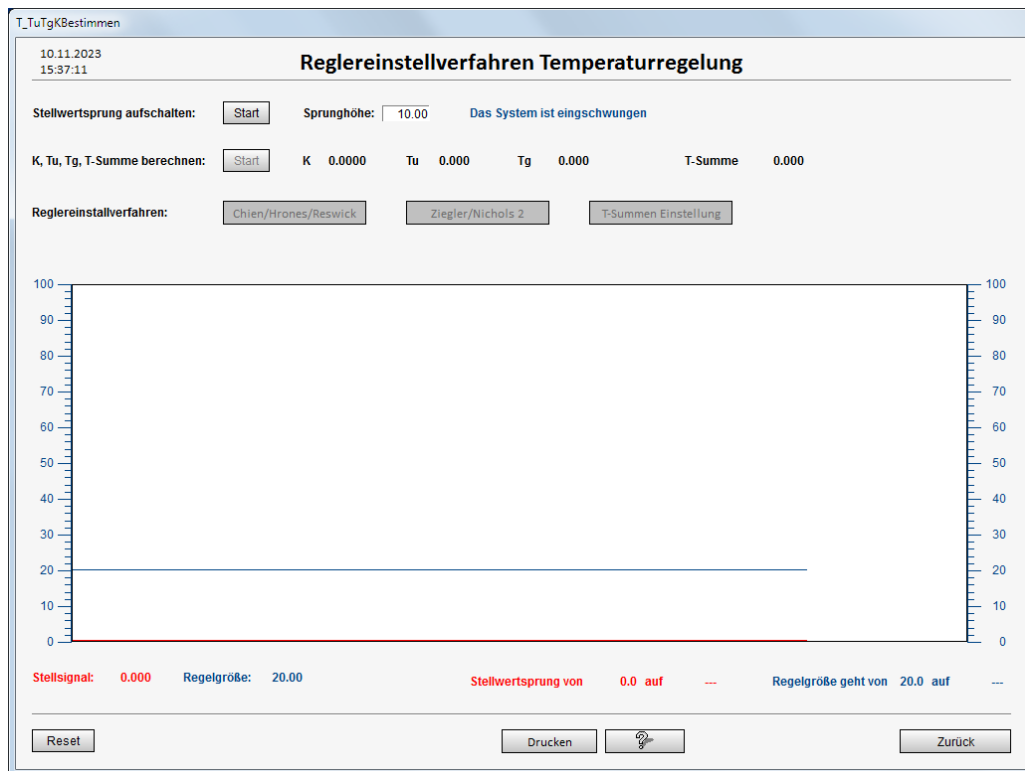 T_TuTgKBestimmen
10.11.2023
15:37:11
Reglereinstellverfahren Temperaturregelung
Stellwertsprung aufschalten: Start Sprunghöhe: 10.00 Das System ist eingschwungen
K, Tu, Tg, T-Summe berechnen: Start K 0.0000 Tu 0.000 Tg 0.000 T-Summe 0.000
Reglereinstallverfahren: Chien/Hrones/Reswick Ziegler/Nichols 2 T-Summen Einstellung
100 100
90 90
80 80
70 70
60 60
50 50
40 40
30 30
20 20
10 10
0 0
Stellsignal: 0.000 Regelgröße: 20.00 Stellwertsprung von 0.0 auf --- Regelgröße geht von 20.0 auf ---
Reset Drucken Zurück